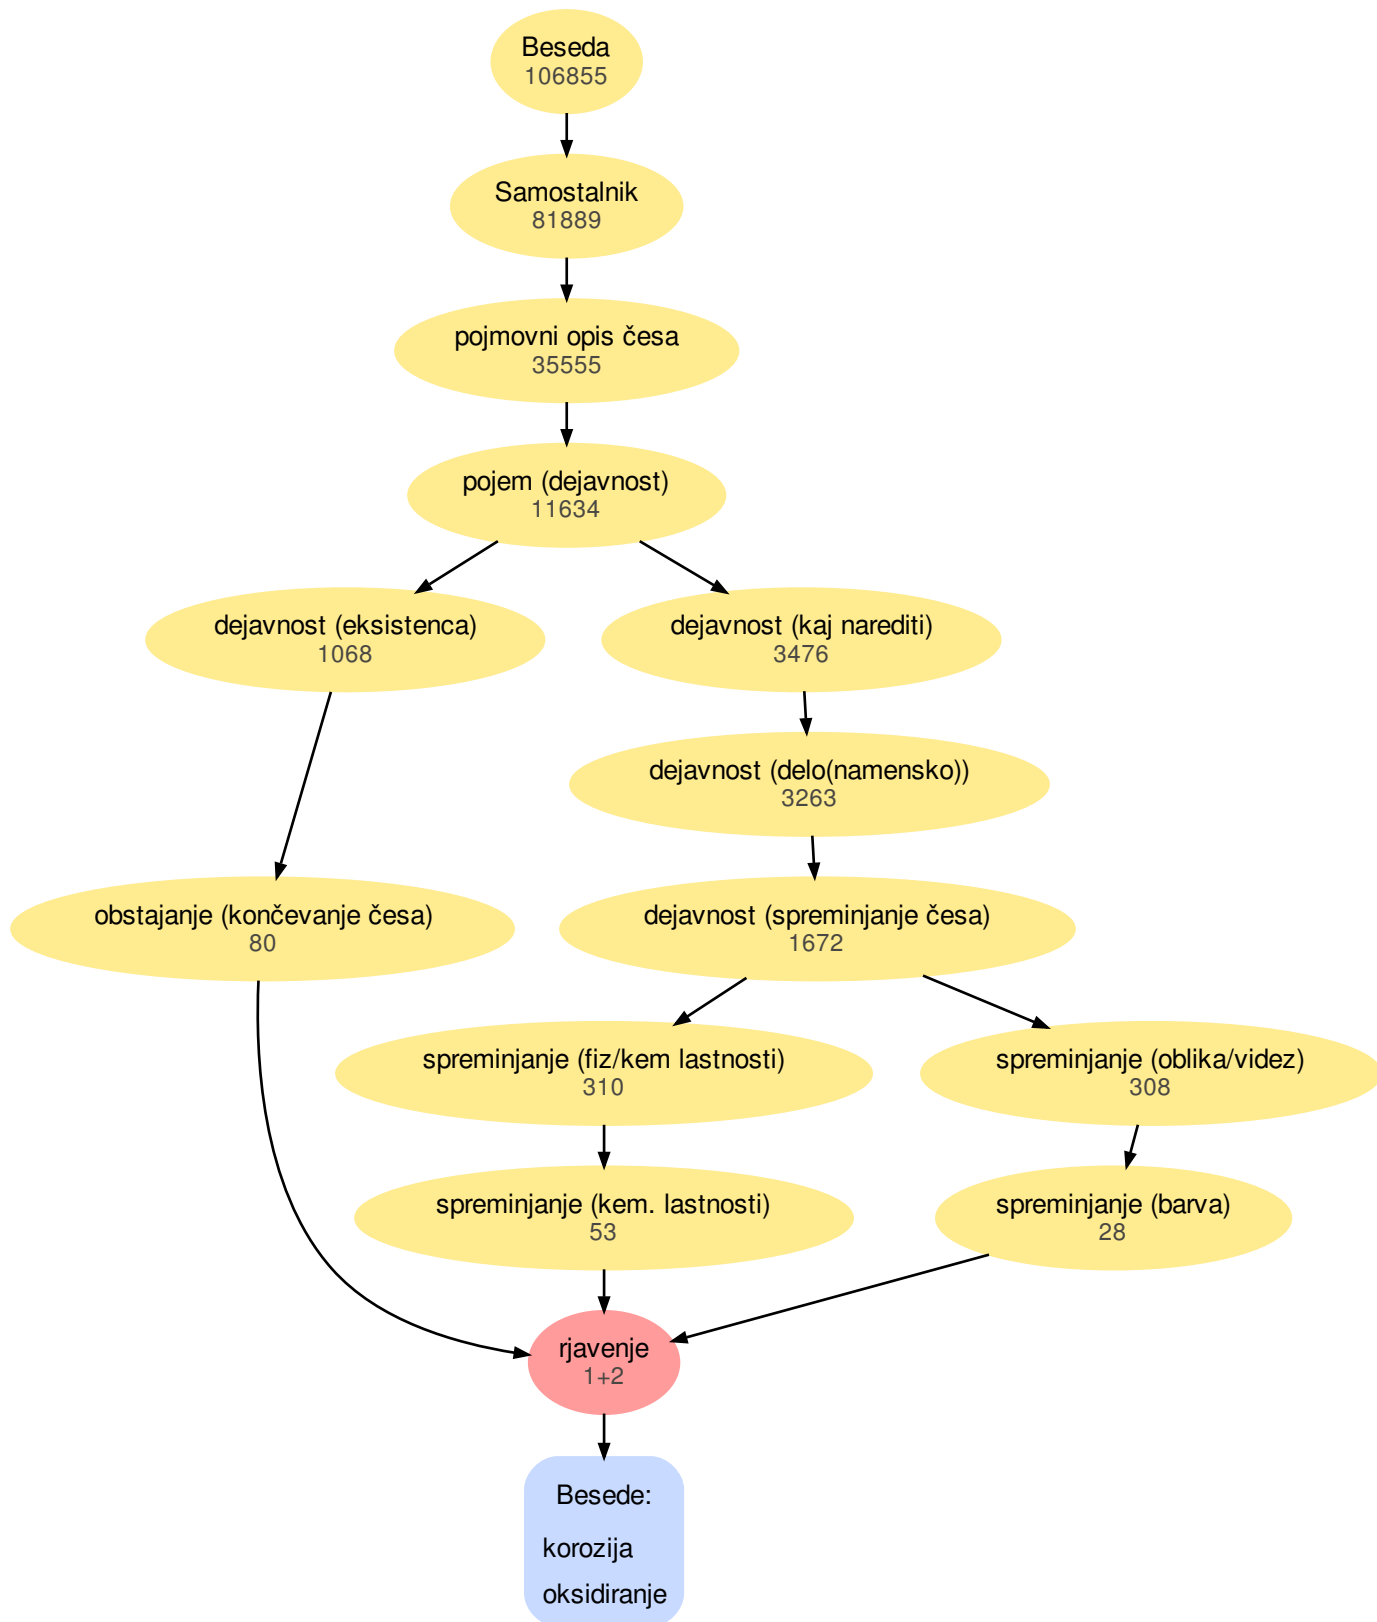 Beseda
106855
Samostalnik
81889
pojmovni opis česa
35555
pojem (dejavnost)
11634
dejavnost (eksistenca)
1068
dejavnost (kaj narediti)
3476
dejavnost (delo(namensko))
3263
obstajanje (končevanje česa)
80
dejavnost (spreminjanje česa)
1672
spreminjanje (fiz/kem lastnosti)
310
spreminjanje (oblika/videz)
308
spreminjanje (kem. lastnosti)
53
spreminjanje (barva)
28
rjavenje
1+2
Besede:
korozija
oksidiranje